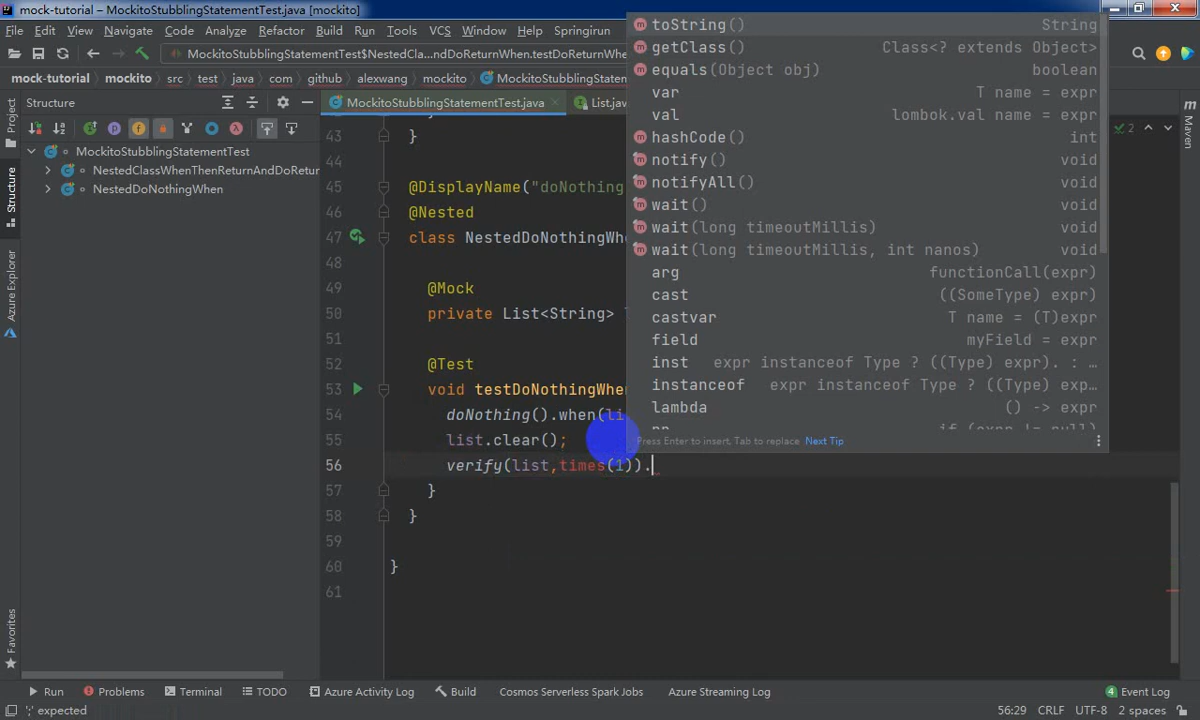 mock-tutorial – MockitoStubblingStatementTest.java [mockito]
File Edit View Navigate Code Analyze Refactor Build Run Tools VCS Window Help Springirun
MockitoStubblingStatementTest$NestedCla...ndDoReturnWhen.testDoReturnWhen
mock-tutorial mockito src test java com github alexwang mockito MockitoStubblingStatemen
Structure
MockitoStubblingStatementTest.java
List.jav
Project
Structure
Azure Explorer
Favorites
Maven
2
MockitoStubblingStatementTest
NestedClassWhenThenReturnAndDoRetur
NestedDoNothingWhen
43 }
44
45 @DisplayName("doNothing
46 @Nested
47 class NestedDoNothingWh
48
49 @Mock
50 private List<String> l
51
52 @Test
53 void testDoNothingWhen
54 doNothing().when(li
55 list.clear();
56 verify(list,times(1)).
57 }
58 }
59
60 }
61
toString() String
getClass() Class<? extends Object>
equals(Object obj) boolean
var T name = expr
val lombok.val name = expr
hashCode() int
notify() void
notifyAll() void
wait() void
wait(long timeoutMillis) void
wait(long timeoutMillis, int nanos) void
arg functionCall(expr)
cast ((SomeType) expr)
castvar T name = (T)expr
field myField = expr
inst expr instanceof Type ? ((Type) expr). : …
instanceof expr instanceof Type ? ((Type) exp…
lambda () -> expr
Press Enter to insert, Tab to replace Next Tip
Run Problems Terminal TODO Azure Activity Log Build Cosmos Serverless Spark Jobs Azure Streaming Log 4 Event Log
';' expected 56:29 CRLF UTF-8 2 spaces